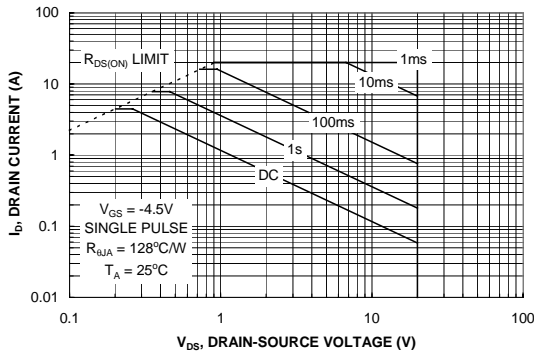 100
10
1
0.1
0.01
I_D, DRAIN CURRENT (A)
R_DS(ON) LIMIT
1ms
10ms
100ms
1s
DC
V_GS = -4.5V
SINGLE PULSE
R_θJA = 128°C/W
T_A = 25°C
0.1 1 10 100
V_DS, DRAIN-SOURCE VOLTAGE (V)